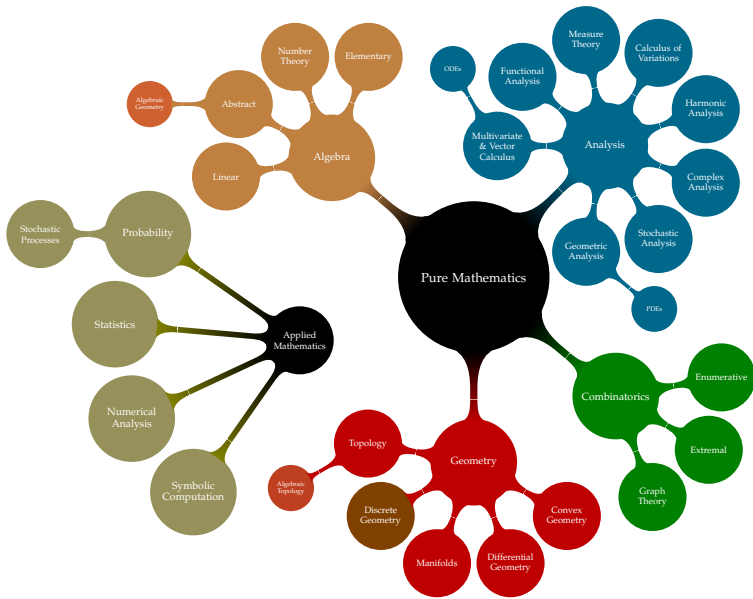 Number
Theory
Elementary
Abstract
Algebraic
Geometry
Linear
Algebra
ODEs
Functional
Analysis
Measure
Theory
Calculus of
Variations
Harmonic
Analysis
Multivariate
& Vector
Calculus
Analysis
Complex
Analysis
Stochastic
Analysis
Geometric
Analysis
PDEs
Stochastic
Processes
Probability
Pure Mathematics
Statistics
Applied
Mathematics
Numerical
Analysis
Symbolic
Computation
Enumerative
Combinatorics
Extremal
Graph
Theory
Topology
Geometry
Algebraic
Topology
Discrete
Geometry
Convex
Geometry
Manifolds
Differential
Geometry